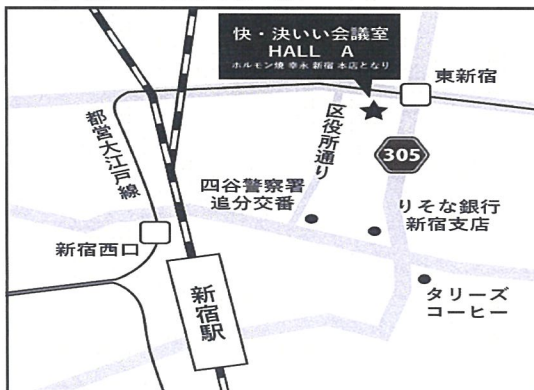 快・決いい会議室
HALL A
ホルモン焼 幸永 新宿 本店となり
東新宿
区役所通り
305
都営大江戸線
四谷警察署
追分交番
りそな銀行
新宿支店
新宿西口
新宿駅
タリーズ
コーヒー